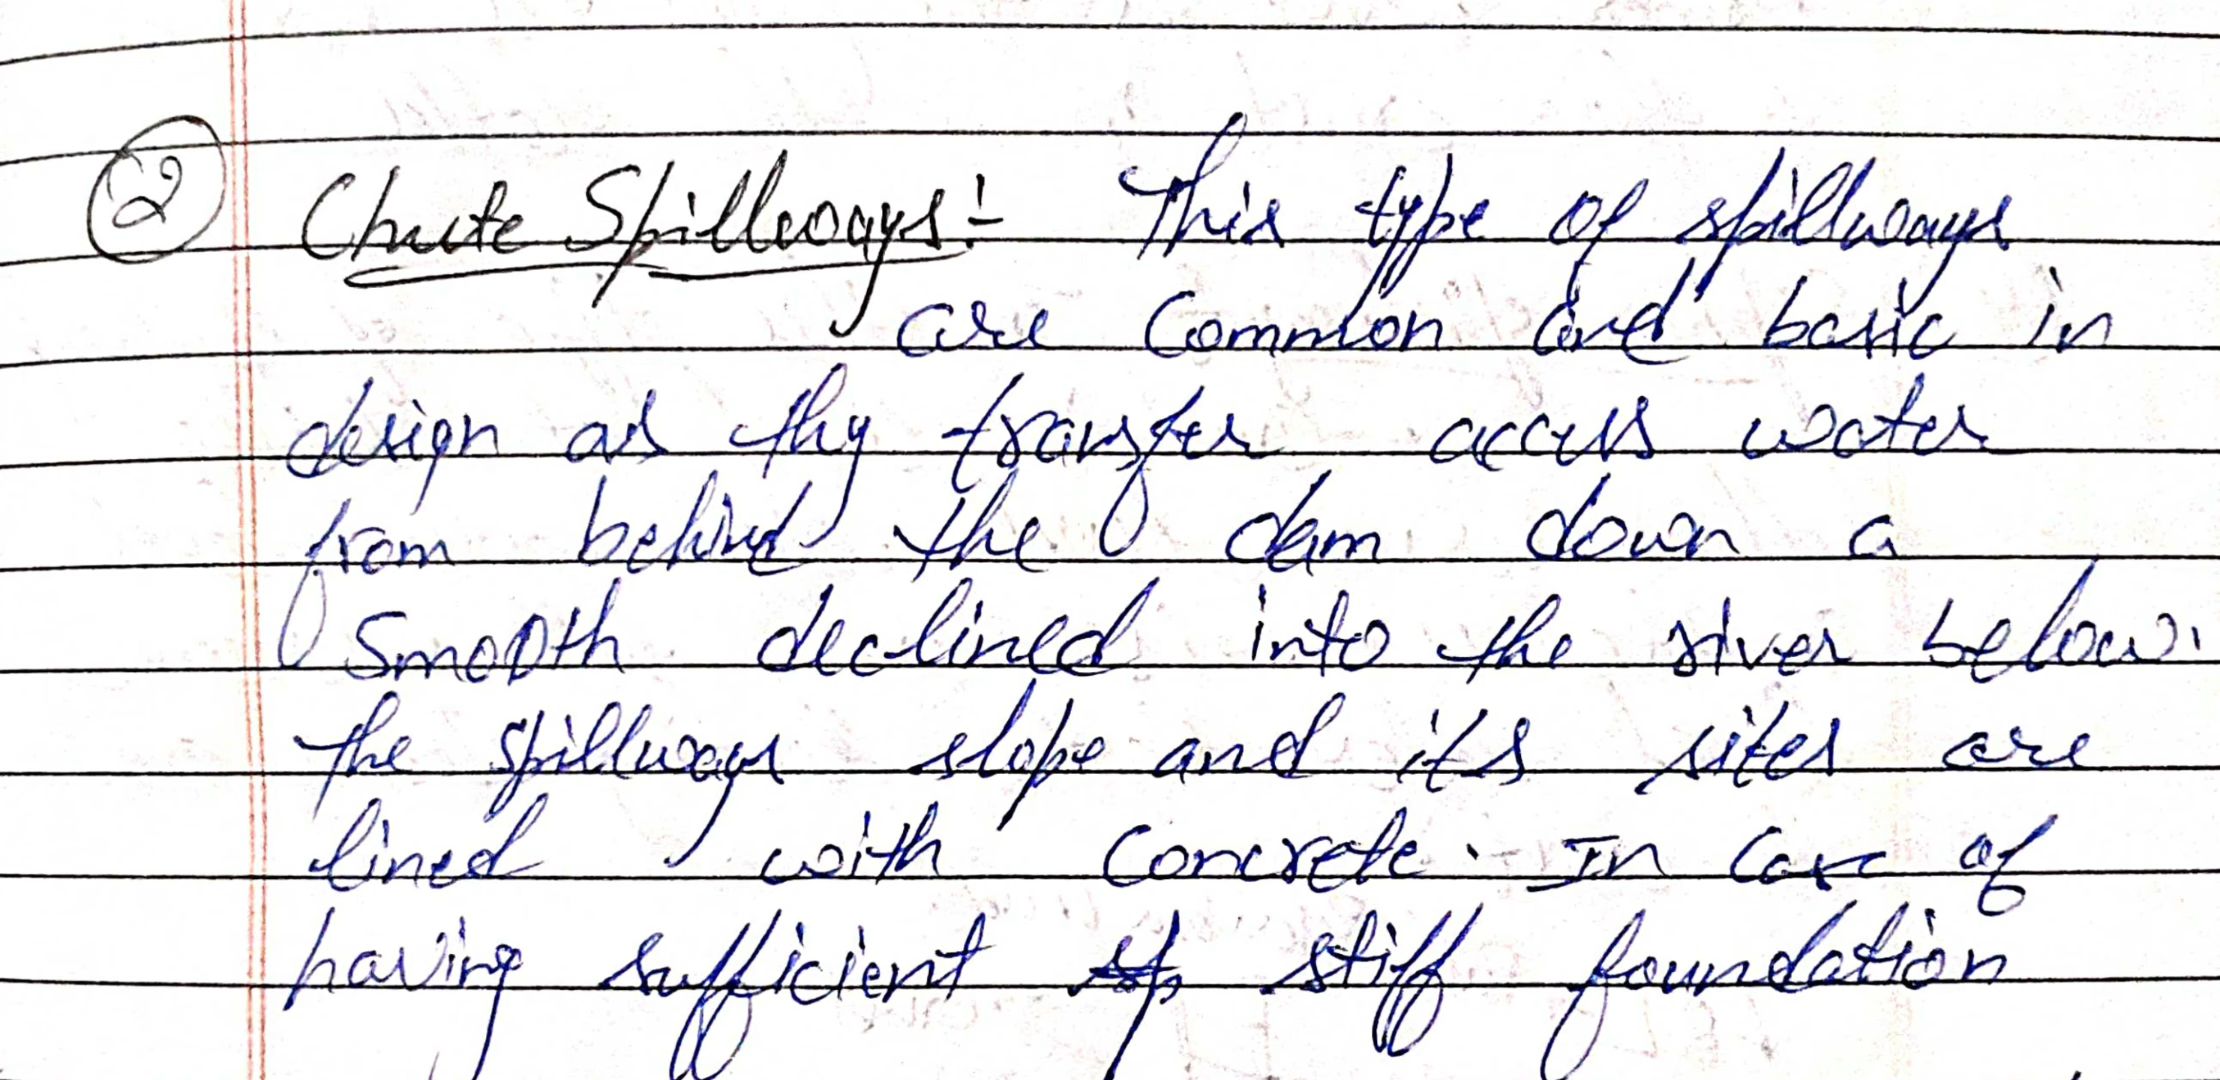 ② Chute Spillways:- This type of spillways
are Common and basic in
design as thy transfer access water
from behind the dam down a
Smooth declined into the river below.
the spillways slope and its sites are
lined with concrete. In Case of
having sufficient stiff foundation